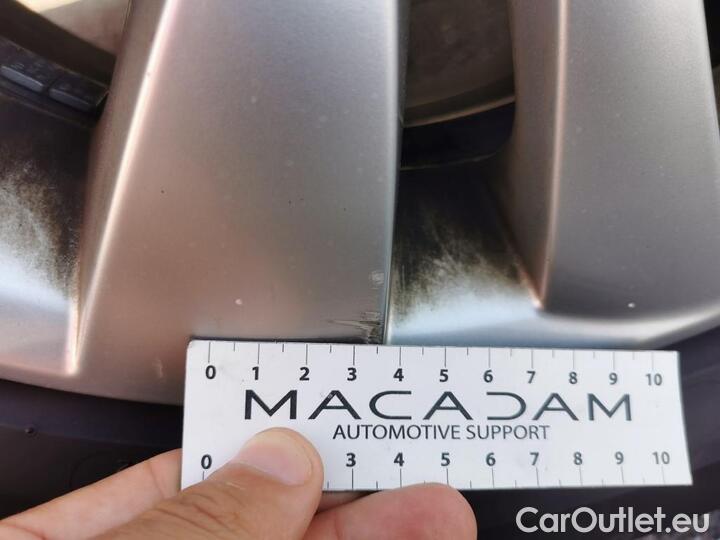 0 1 2 3 4 5 6 7 8 9 10
MACADAM
AUTOMOTIVE SUPPORT
0 3 4 5 6 7 8 9 10
CarOutlet.eu